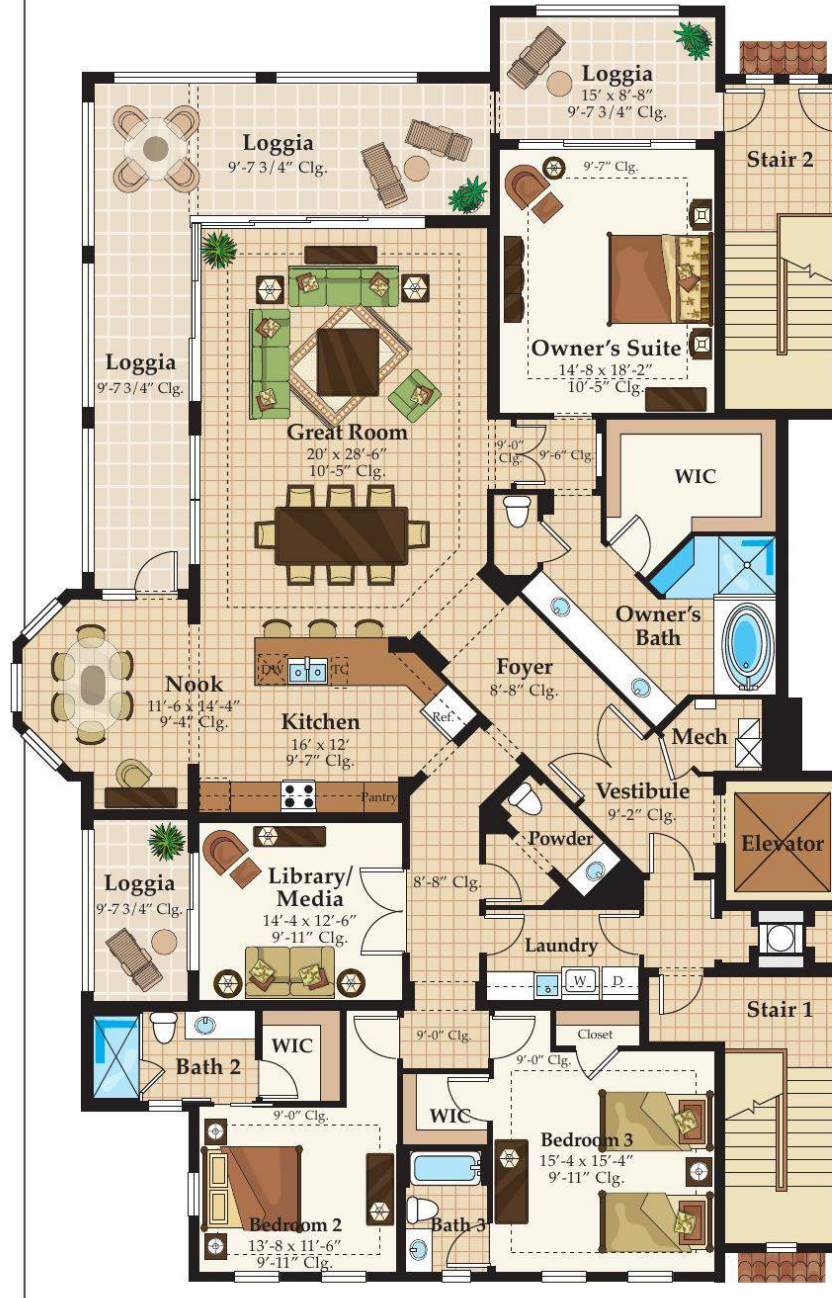 Loggia
15' x 8'-8"
9'-7 3/4" Clg.
Loggia
9'-7 3/4" Clg.
Stair 2
9'-7" Clg.
Owner's Suite
14'-8 x 18'-2"
10'-5" Clg.
Loggia
9'-7 3/4" Clg.
Great Room
20' x 28'-6"
10'-5" Clg.
9'-0"
Clg.
9'-6" Clg.
WIC
Owner's
Bath
Foyer
8'-8" Clg.
Nook
11'-6 x 14'-4"
9'-4" Clg.
DW
TC
Ref.
Kitchen
16' x 12'
9'-7" Clg.
Pantry
Mech
Vestibule
9'-2" Clg.
Elevator
Powder
Library/
Media
14'-4 x 12'-6"
9'-11" Clg.
8'-8" Clg.
Loggia
9'-7 3/4" Clg.
Laundry
W
D
Stair 1
Bath 2
WIC
9'-0" Clg.
Closet
9'-0" Clg.
9'-0" Clg.
WIC
Bedroom 3
15'-4 x 15'-4"
9'-11" Clg.
Bedroom 2
13'-8 x 11'-6"
9'-11" Clg.
Bath 3